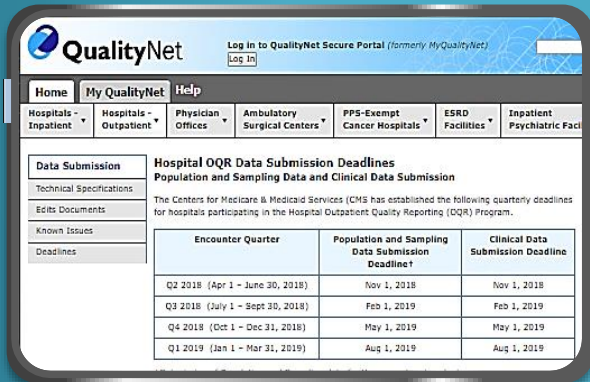 QualityNet
Log in to QualityNet Secure Portal (formerly MyQualityNet)
Log In
Home My QualityNet Help
Hospitals - Inpatient
Hospitals - Outpatient
Physician Offices
Ambulatory Surgical Centers
PPS-Exempt Cancer Hospitals
ESRD Facilities
Inpatient Psychiatric Facil
Data Submission
Technical Specifications
Edits Documents
Known Issues
Deadlines
Hospital OQR Data Submission Deadlines
Population and Sampling Data and Clinical Data Submission
The Centers for Medicare & Medicaid Services (CMS has established the following quarterly deadlines
for hospitals participating in the Hospital Outpatient Quality Reporting (OQR) Program.
Encounter Quarter
Population and Sampling
Data Submission
Deadline†
Clinical Data
Submission Deadline
Q2 2018 (Apr 1 – June 30, 2018) Nov 1, 2018 Nov 1, 2018
Q3 2018 (July 1 – Sept 30, 2018) Feb 1, 2019 Feb 1, 2019
Q4 2018 (Oct 1 – Dec 31, 2018) May 1, 2019 May 1, 2019
Q1 2019 (Jan 1 – Mar 31, 2019) Aug 1, 2019 Aug 1, 2019